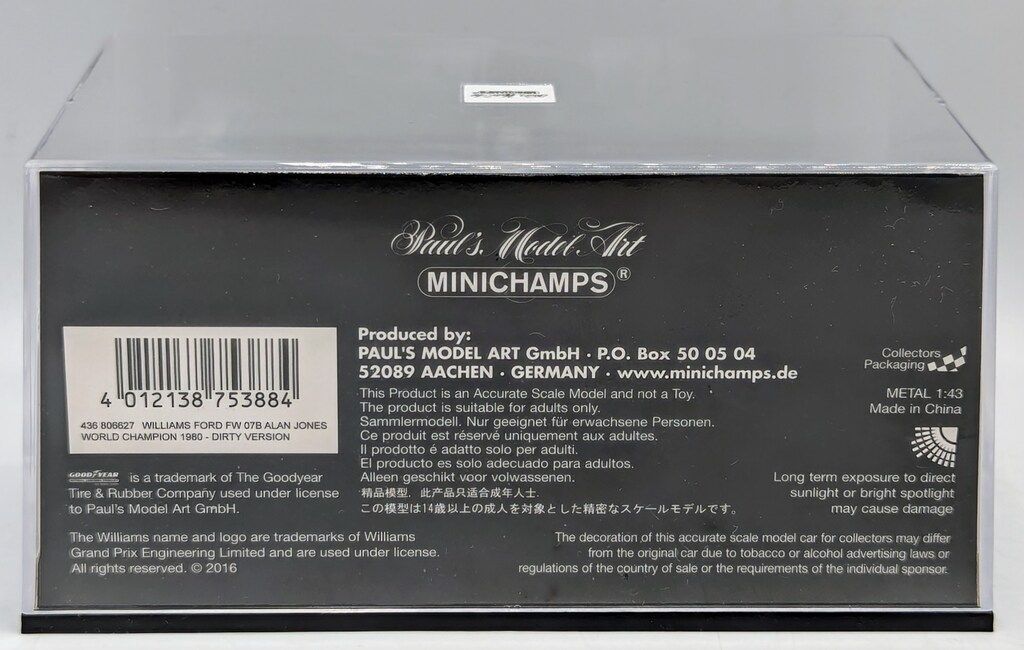 Paul's Model Art
MINICHAMPS®
4 012138 753884
436 806627 WILLIAMS FORD FW 07B ALAN JONES
WORLD CHAMPION 1980 - DIRTY VERSION
GOODYEAR is a trademark of The Goodyear
Tire & Rubber Company used under license
to Paul's Model Art GmbH.
The Williams name and logo are trademarks of Williams
Grand Prix Engineering Limited and are used under license.
All rights reserved. © 2016
Produced by:
PAUL'S MODEL ART GmbH · P.O. Box 50 05 04
52089 AACHEN · GERMANY · www.minichamps.de
This Product is an Accurate Scale Model and not a Toy.
The product is suitable for adults only.
Sammlermodell. Nur geeignet für erwachsene Personen.
Ce produit est réservé uniquement aux adultes.
Il prodotto é adatto solo per adulti.
El producto es solo adecuado para adultos.
Alleen geschikt voor volwassenen.
精品模型. 此产品只适合成年人士.
この模型は14歳以上の成人を対象とした精密なスケールモデルです。
Collectors
Packaging
METAL 1:43
Made in China
Long term exposure to direct
sunlight or bright spotlight
may cause damage
The decoration of this accurate scale model car for collectors may differ
from the original car due to tobacco or alcohol advertising laws or
regulations of the country of sale or the requirements of the individual sponsor.